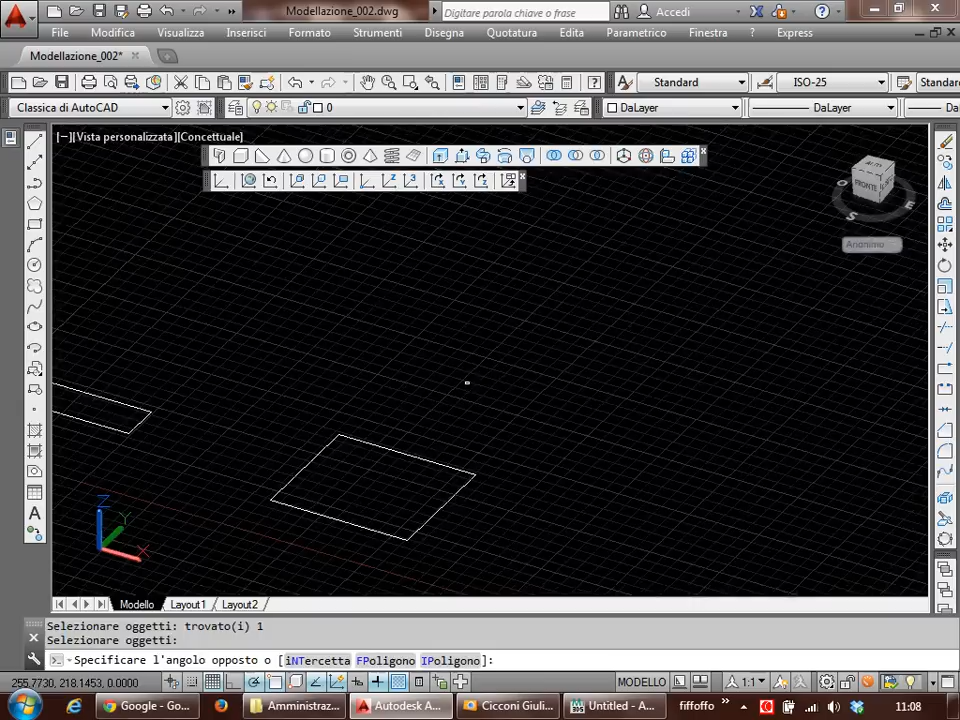 Modellazione_002.dwg
Digitare parola chiave o frase
Accedi
File
Modifica
Visualizza
Inserisci
Formato
Strumenti
Disegna
Quotatura
Edita
Parametrico
Finestra
?
Express
Modellazione_002*
Standard
ISO-25
Standar
Classica di AutoCAD
0
DaLayer
DaLayer
Da
[−][Vista personalizzata][Concettuale]
ALTO
FRONTE
O
E
S
Anonimo
Z
Y
X
Modello
Layout1
Layout2
Selezionare oggetti: trovato(i) 1
Selezionare oggetti:
Specificare l'angolo opposto o [iNTercetta FPoligono IPoligono]:
255.7730, 218.1453, 0.0000
MODELLO
1:1
Google - Go...
Amministraz...
Autodesk A...
Cicconi Giuli...
Untitled - A...
fiffoffo
11:08